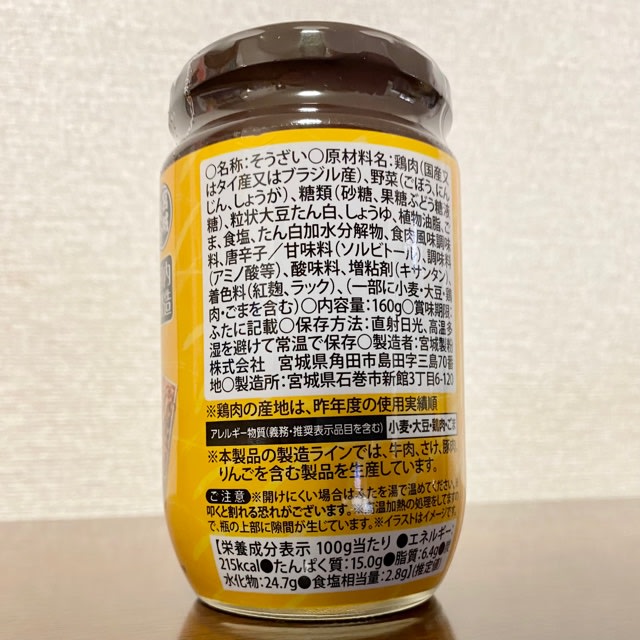 ○名称:そうざい○原材料名:鶏肉(国産又
はタイ産又はブラジル産)、野菜(ごぼう、にん
じん、しょうが)、糖類(砂糖、果糖ぶどう糖液
糖)、粒状大豆たん白、しょうゆ、植物油脂、ご
ま、食塩、たん白加水分解物、食肉風味調味
料、唐辛子/甘味料(ソルビトール)、調味料
(アミノ酸等)、酸味料、増粘剤(キサンタン)、
着色料(紅麹、ラック)、(一部に小麦・大豆・鶏
肉・ごまを含む)○内容量:160g○賞味期限:
ふたに記載○保存方法:直射日光、高温多
湿を避けて常温で保存○製造者:宮城製粉
株式会社 宮城県角田市島田字三島70番
地○製造所:宮城県石巻市新館3丁目6-120
※鶏肉の産地は、昨年度の使用実績順
アレルギー物質(義務・推奨表示品目を含む) 小麦・大豆・鶏肉・ごま
※本製品の製造ラインでは、牛肉、さけ、豚肉、
りんごを含む製品を生産しています。
ご注意 ※開けにくい場合はふたを湯で温めてください。
叩くと割れる恐れがございます。 ※高温加熱の処理をしてます
で、瓶の上部に隙間が生じています。※イラストはイメージです。
【栄養成分表示 100g当たり ●エネルギー
215kcal●たんぱく質:15.0g●脂質:6.4g
水化物:24.7g●食塩相当量:2.8g】(推定値)